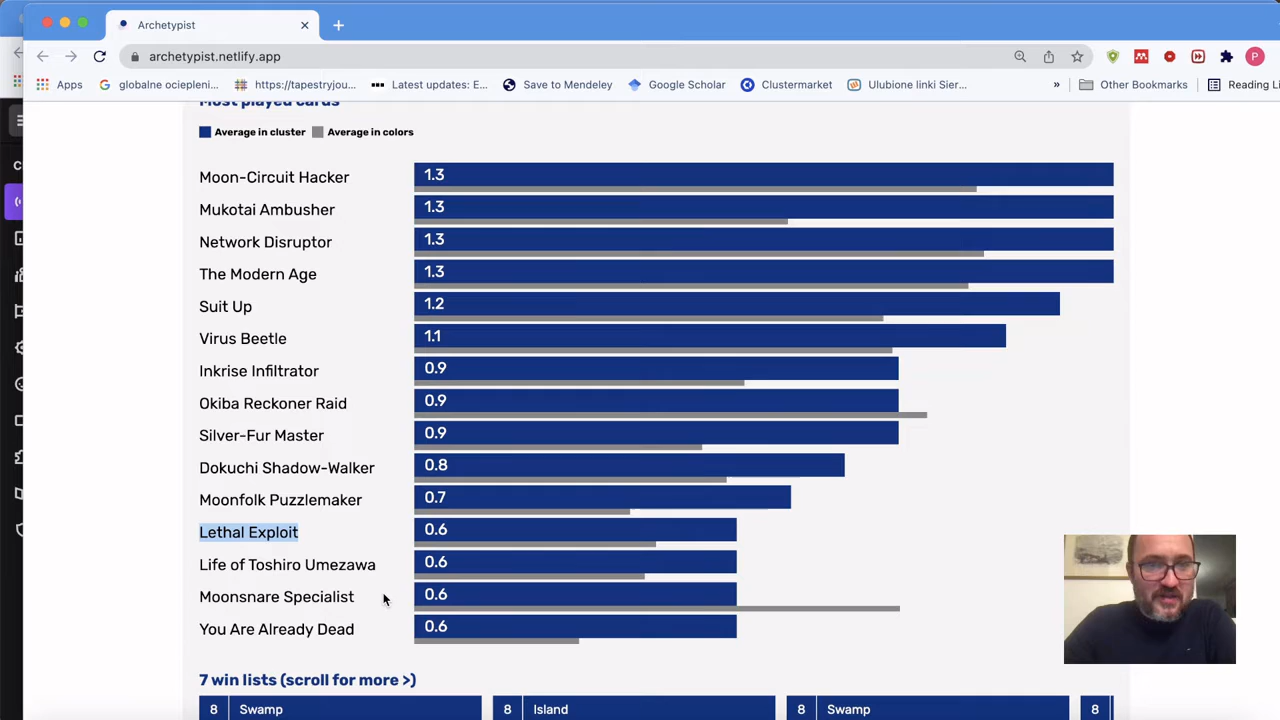 Archetypist
archetypist.netlify.app
P
Apps
globalne ociepleni...
https://tapestryjou...
Latest updates: E...
Save to Mendeley
Google Scholar
Clustermarket
Ulubione linki Sier...
»
Other Bookmarks
Reading Li
Most played cards
Average in cluster
Average in colors
Moon-Circuit Hacker 1.3
Mukotai Ambusher 1.3
Network Disruptor 1.3
The Modern Age 1.3
Suit Up 1.2
Virus Beetle 1.1
Inkrise Infiltrator 0.9
Okiba Reckoner Raid 0.9
Silver-Fur Master 0.9
Dokuchi Shadow-Walker 0.8
Moonfolk Puzzlemaker 0.7
Lethal Exploit 0.6
Life of Toshiro Umezawa 0.6
Moonsnare Specialist 0.6
You Are Already Dead 0.6
7 win lists (scroll for more >)
8 Swamp
8 Island
8 Swamp
8